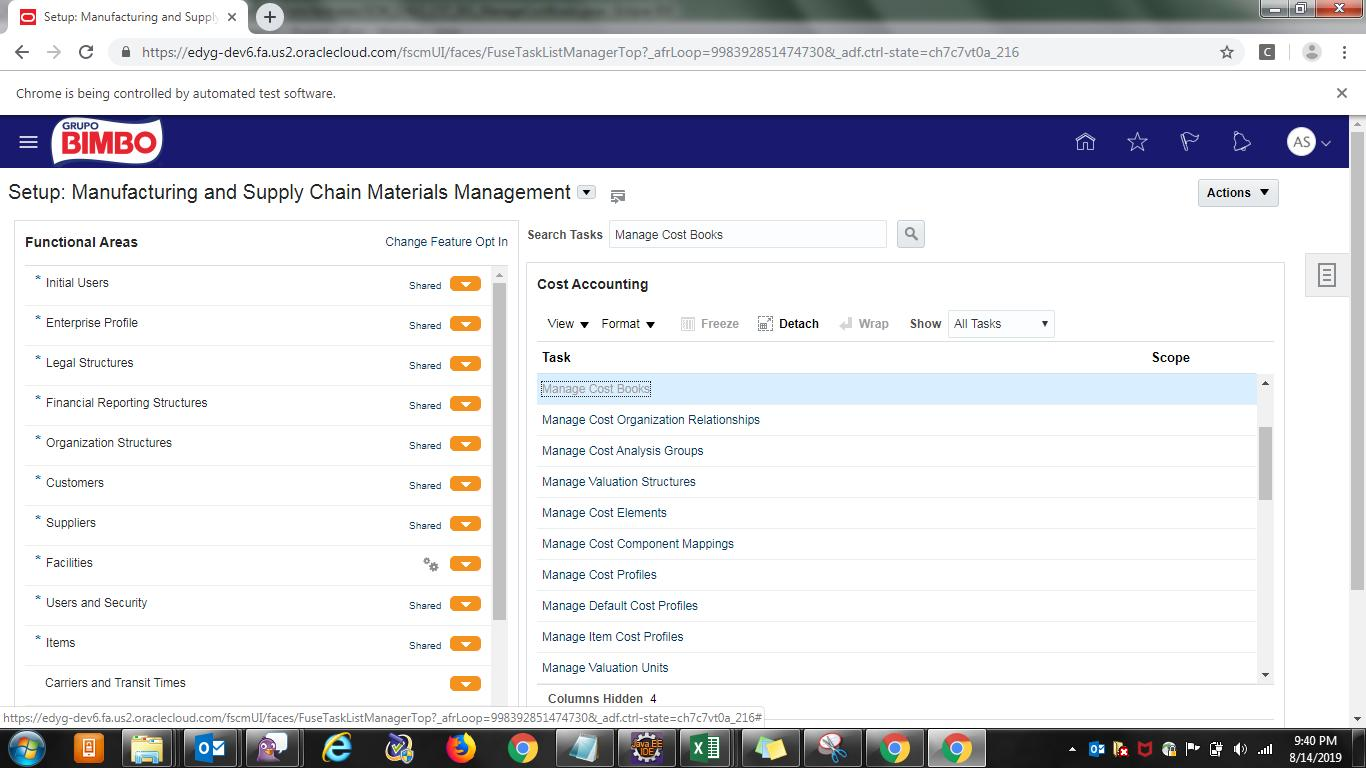 Setup: Manufacturing and Supply
https://edyg-dev6.fa.us2.oraclecloud.com/fscmUI/faces/FuseTaskListManagerTop?_afrLoop=998392851474730&_adf.ctrl-state=ch7c7vt0a_216
C
Chrome is being controlled by automated test software.
GRUPO
BIMBO
AS
Setup: Manufacturing and Supply Chain Materials Management
Actions
Functional Areas
Change Feature Opt In
* Initial Users Shared
* Enterprise Profile Shared
* Legal Structures Shared
* Financial Reporting Structures Shared
* Organization Structures Shared
* Customers Shared
* Suppliers Shared
* Facilities
* Users and Security Shared
* Items Shared
Carriers and Transit Times
Search Tasks Manage Cost Books
Cost Accounting
View Format Freeze Detach Wrap Show All Tasks
Task Scope
Manage Cost Books
Manage Cost Organization Relationships
Manage Cost Analysis Groups
Manage Valuation Structures
Manage Cost Elements
Manage Cost Component Mappings
Manage Cost Profiles
Manage Default Cost Profiles
Manage Item Cost Profiles
Manage Valuation Units
Columns Hidden 4
https://edyg-dev6.fa.us2.oraclecloud.com/fscmUI/faces/FuseTaskListManagerTop?_afrLoop=998392851474730&_adf.ctrl-state=ch7c7vt0a_216#
Java EE
IDE
9:40 PM
8/14/2019